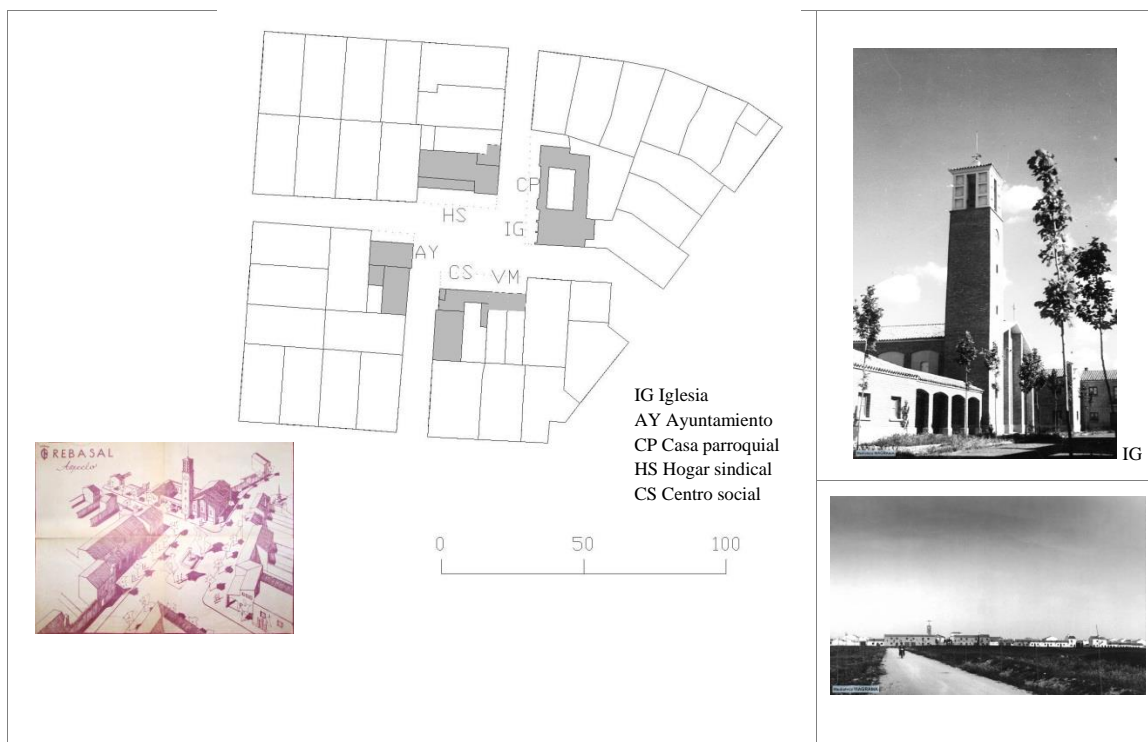 CP
HS
IG
AY
CS VM
IG Iglesia
AY Ayuntamiento
CP Casa parroquial
HS Hogar sindical
CS Centro social
0 50 100
REBASAL
IG